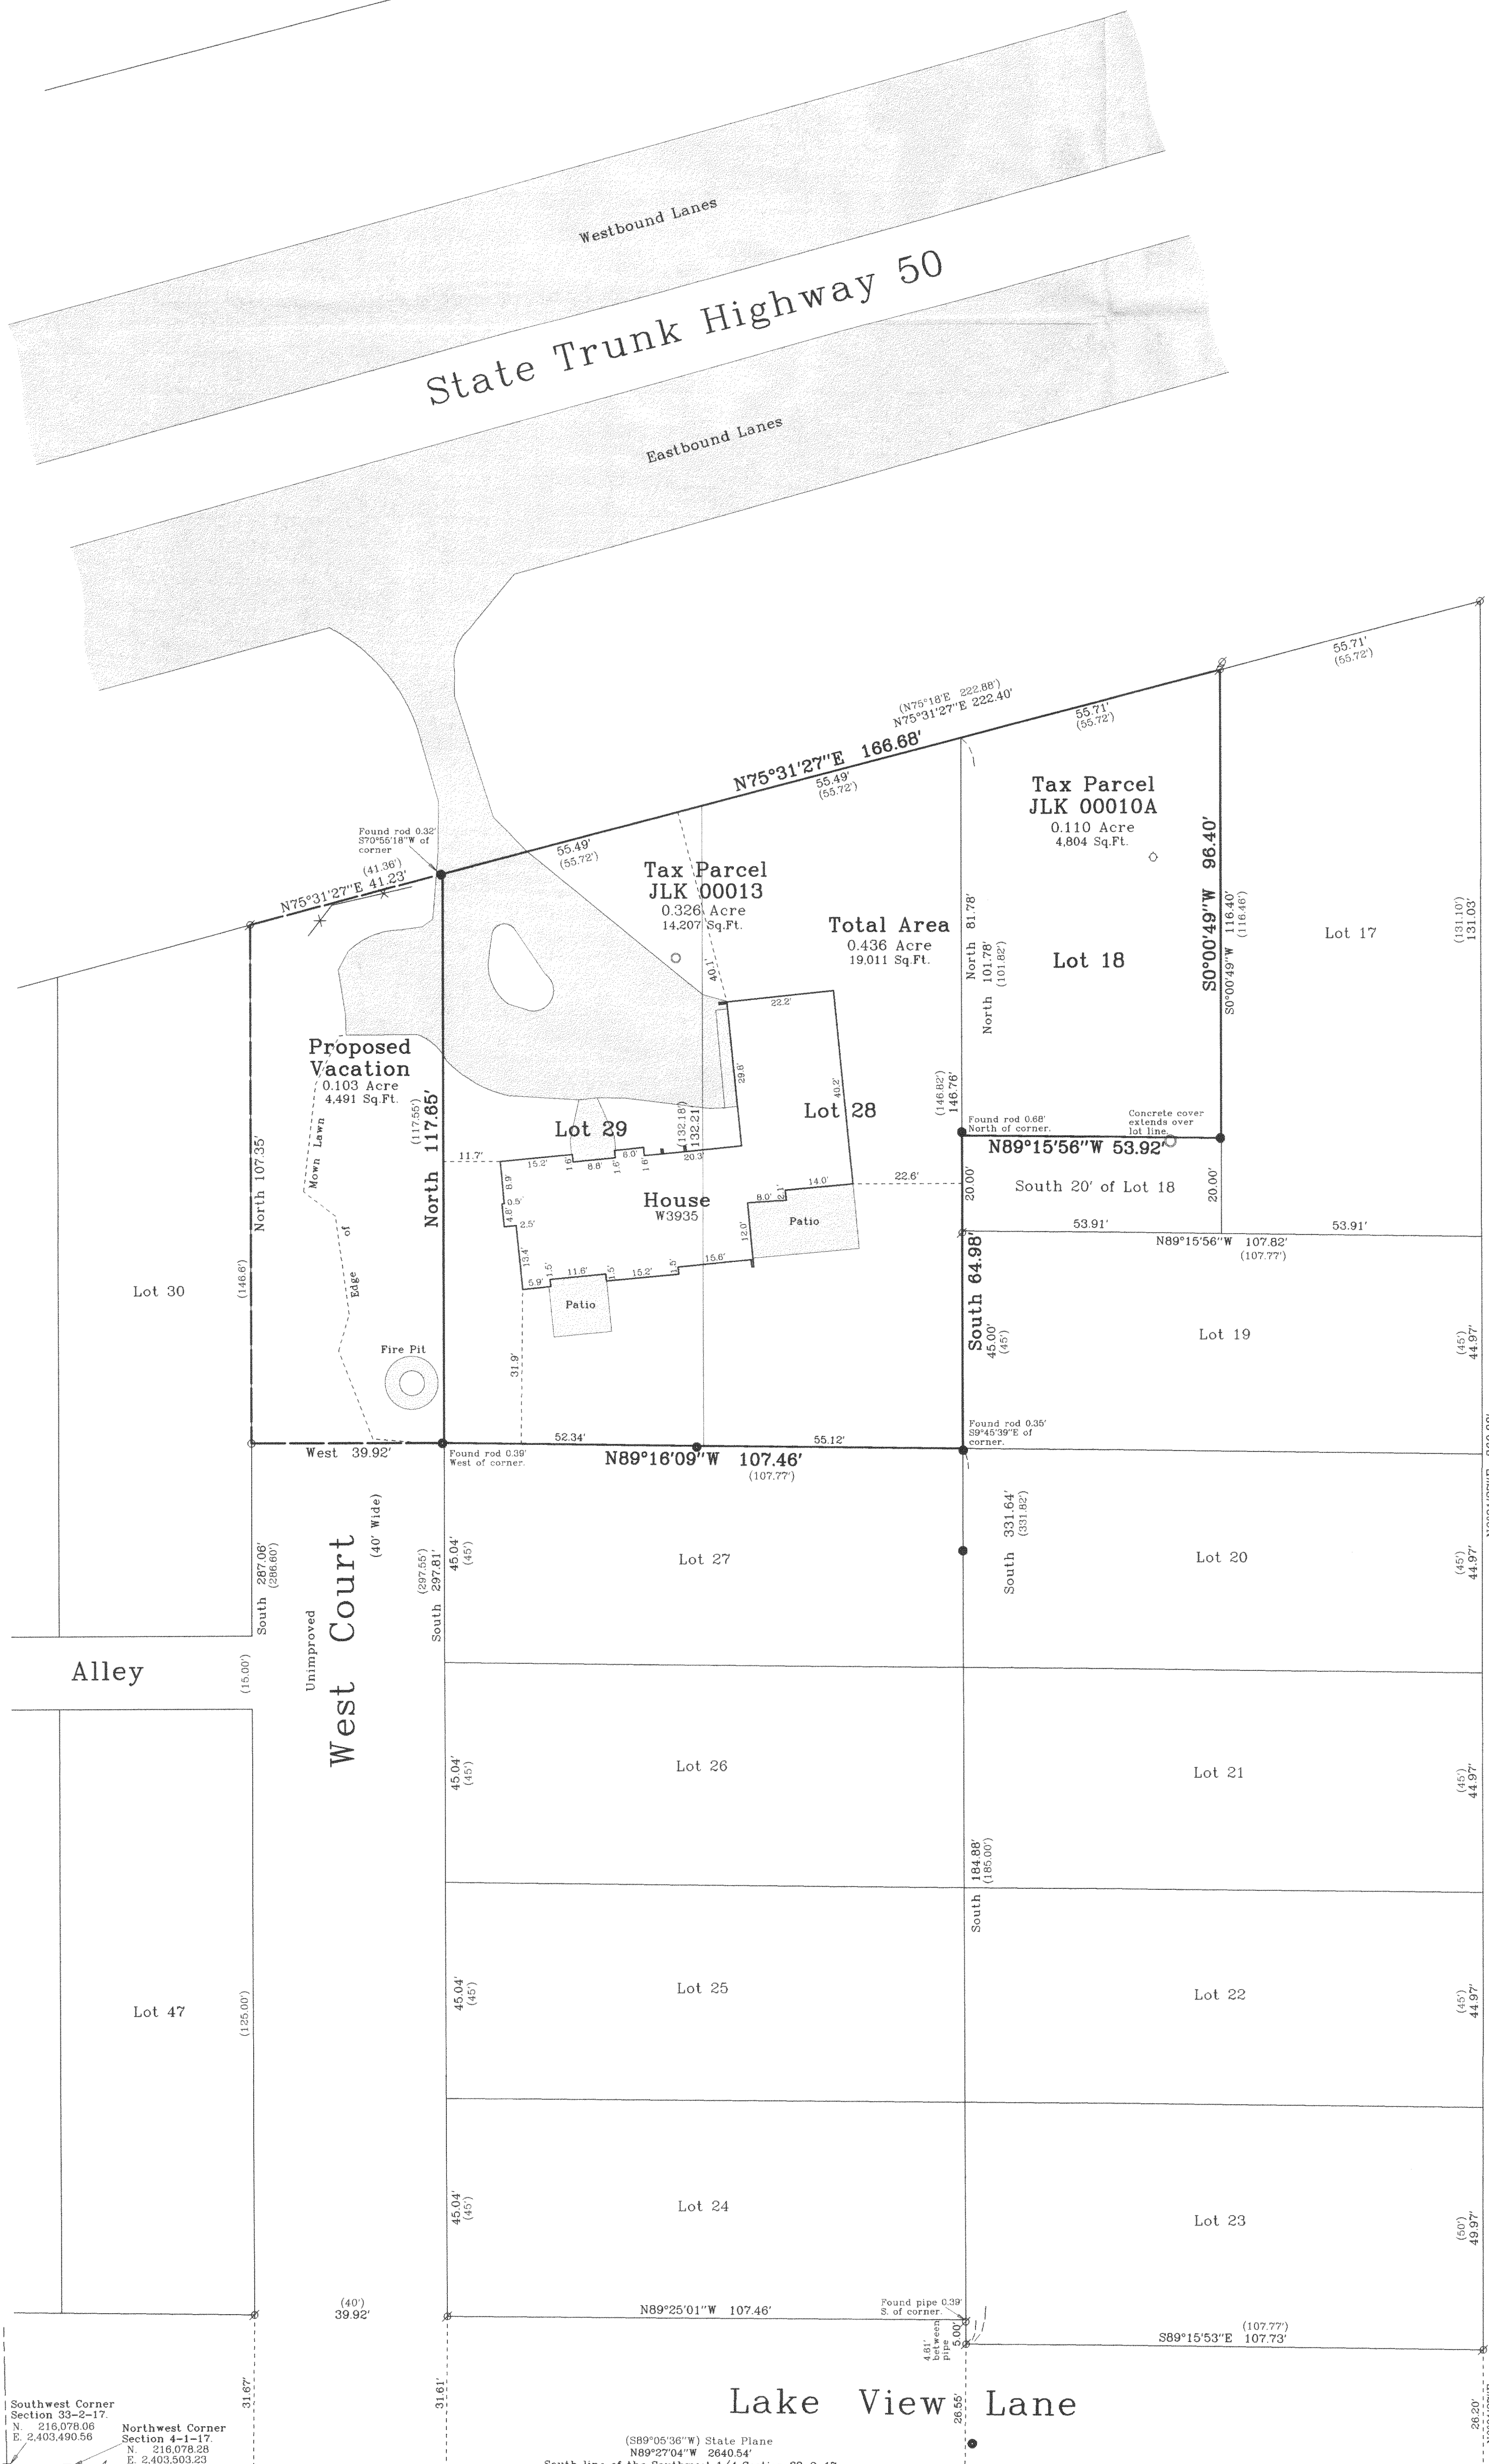 Westbound Lanes
State Trunk Highway 50
Eastbound Lanes
55.71'
(55.72')
(N75°18'E 222.88')
N75°31'27"E 222.40'
55.71'
(55.72')
N75°31'27"E 166.68'
55.49'
(55.72')
Tax Parcel
JLK 00010A
0.110 Acre
4,804 Sq.Ft.
Found rod 0.32'
S70°55'18"W of
corner
(41.36')
N75°31'27"E 41.23'
55.49'
(55.72')
Tax Parcel
JLK 00013
0.326 Acre
14,207 Sq.Ft.
Total Area
0.436 Acre
19,011 Sq.Ft.
North 81.78'
North 101.78'
(101.82')
Lot 18
S0°00'49"W 96.40'
S0°00'49"W 116.40'
(116.46')
Lot 17
(131.10')
131.03'
40.1'
22.2'
Proposed
Vacation
0.103 Acre
4,491 Sq.Ft.
29.8'
40.2'
Lot 28
(146.82')
146.76'
Found rod 0.68'
North of corner.
Concrete cover
extends over
lot line.
N89°15'56"W 53.92'
Lot 29
(132.18')
132.21'
(117.55')
North 117.65'
11.7'
15.2'
1.6'
8.8'
1.6'
6.0'
1.6'
20.3'
Mown Lawn
North 107.35'
8.9'
0.5'
4.8'
2.5'
House
W3935
8.0'
2.1'
14.0'
22.6'
20.00'
South 20' of Lot 18
20.00'
Patio
12.0'
53.91'
53.91'
N89°15'56"W 107.82'
(107.77')
of
Edge
(146.6')
Lot 30
13.4'
5.9'
1.5'
11.6'
1.5'
15.2'
1.5'
15.6'
Patio
South 64.98'
45.00'
(45')
Lot 19
(45')
44.97'
Fire Pit
31.9'
West 39.92'
Found rod 0.39'
West of corner.
52.34'
N89°16'09"W 107.46'
(107.77')
55.12'
Found rod 0.35'
S9°45'39"E of
corner.
South 287.06'
(286.60')
(40' Wide)
West Court
Unimproved
(297.55')
South 297.81'
45.04'
(45')
Lot 27
South 331.64'
(331.82')
Lot 20
(45')
44.97'
Alley
(15.00')
45.04'
(45')
Lot 26
Lot 21
(45')
44.97'
South 184.88'
(185.00')
Lot 47
(125.00')
45.04'
(45')
Lot 25
Lot 22
(45')
44.97'
45.04'
(45')
Lot 24
Lot 23
(50')
49.97'
(40')
39.92'
N89°25'01"W 107.46'
Found pipe 0.39'
S. of corner.
4.61'
between
pipe
5.00'
(107.77')
S89°15'53"E 107.73'
31.67'
31.61'
Lake View Lane
26.55'
26.20'
Southwest Corner
Section 33-2-17.
N. 216,078.06
E. 2,403,490.56
Northwest Corner
Section 4-1-17.
N. 216,078.28
E. 2,403,503.23
(S89°05'36"W) State Plane
N89°27'04"W 2640.54'